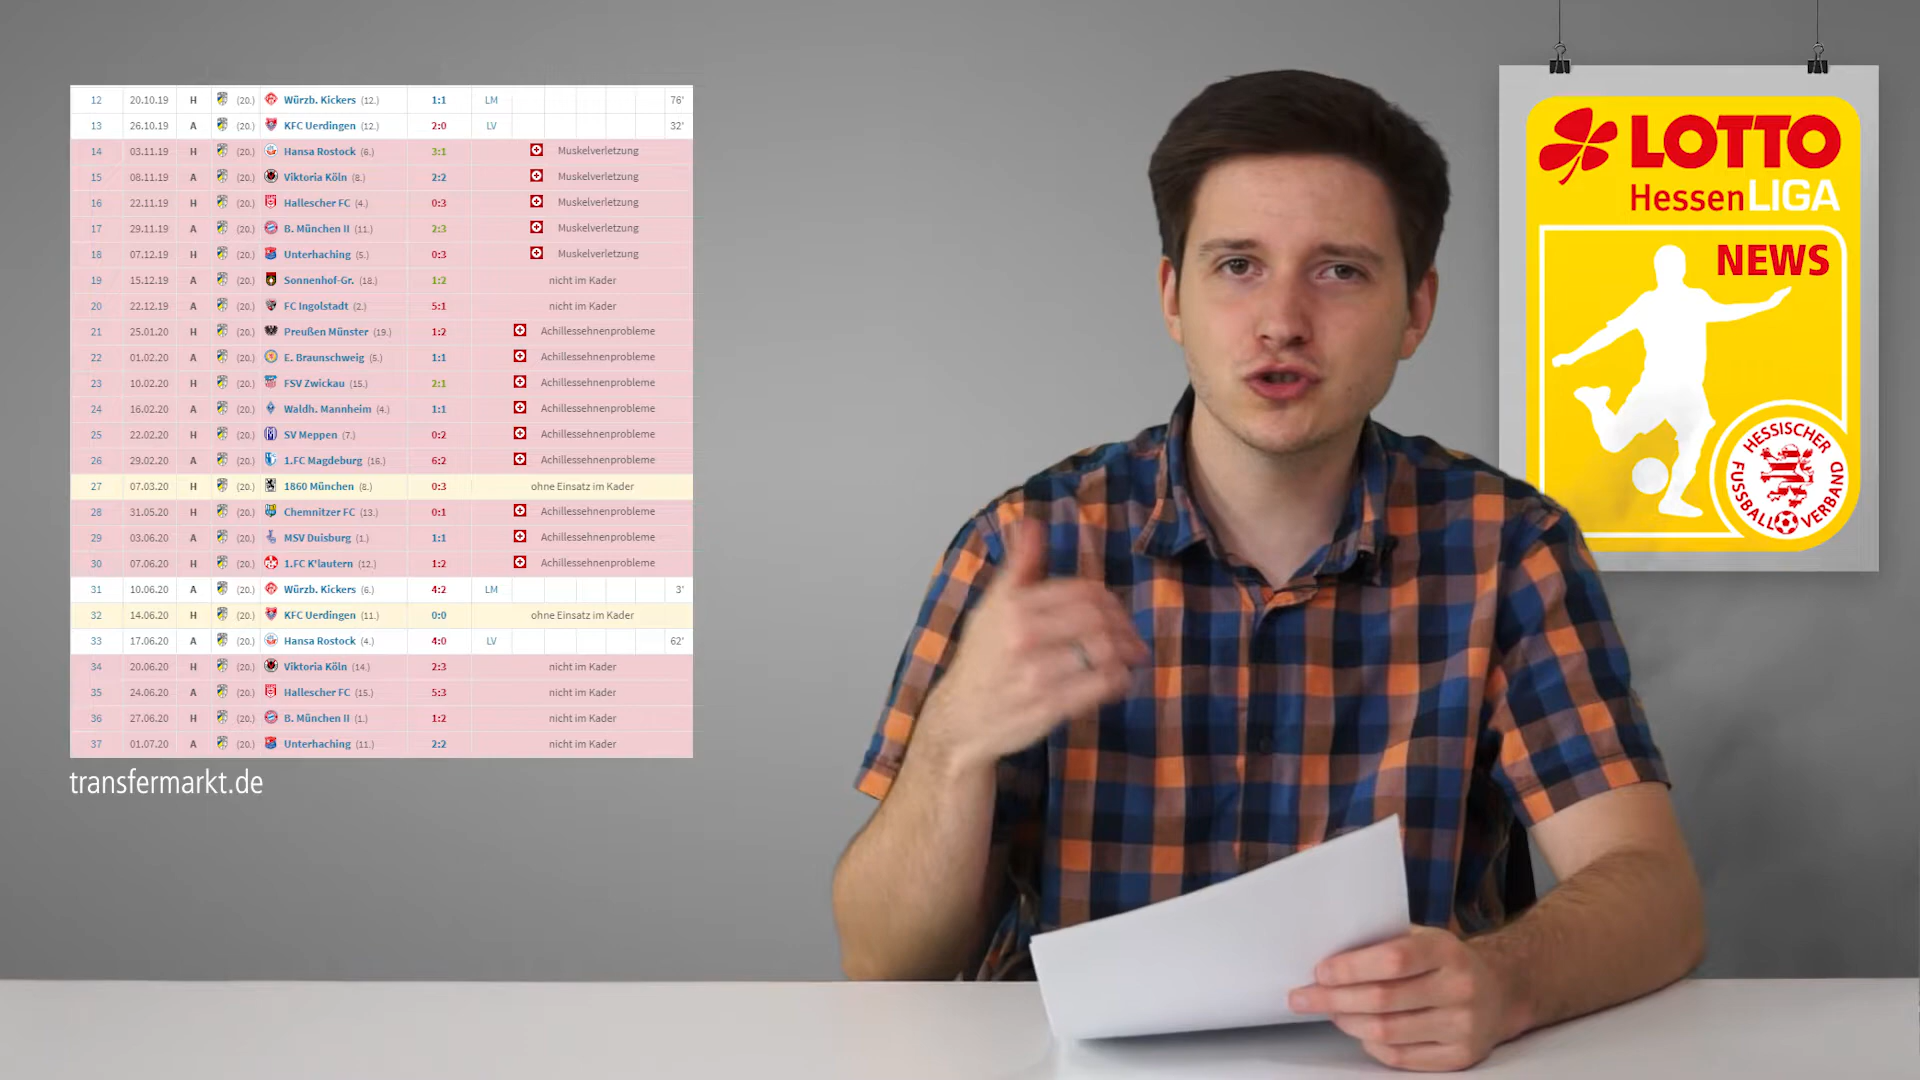 12 20.10.19 H (20.) Würzb. Kickers (12.) 1:1 LM 76'
13 26.10.19 A (20.) KFC Uerdingen (12.) 2:0 LV 32'
14 03.11.19 H (20.) Hansa Rostock (6.) 3:1 Muskelverletzung
15 08.11.19 A (20.) Viktoria Köln (8.) 2:2 Muskelverletzung
16 22.11.19 H (20.) Hallescher FC (4.) 0:3 Muskelverletzung
17 29.11.19 A (20.) B. München II (11.) 2:3 Muskelverletzung
18 07.12.19 H (20.) Unterhaching (5.) 0:3 Muskelverletzung
19 15.12.19 A (20.) Sonnenhof-Gr. (18.) 1:2 nicht im Kader
20 22.12.19 A (20.) FC Ingolstadt (2.) 5:1 nicht im Kader
21 25.01.20 H (20.) Preußen Münster (19.) 1:2 Achillessehnenprobleme
22 01.02.20 A (20.) E. Braunschweig (5.) 1:1 Achillessehnenprobleme
23 10.02.20 H (20.) FSV Zwickau (15.) 2:1 Achillessehnenprobleme
24 16.02.20 A (20.) Waldh. Mannheim (4.) 1:1 Achillessehnenprobleme
25 22.02.20 H (20.) SV Meppen (7.) 0:2 Achillessehnenprobleme
26 29.02.20 A (20.) 1.FC Magdeburg (16.) 6:2 Achillessehnenprobleme
27 07.03.20 H (20.) 1860 München (8.) 0:3 ohne Einsatz im Kader
28 31.05.20 H (20.) Chemnitzer FC (13.) 0:1 Achillessehnenprobleme
29 03.06.20 A (20.) MSV Duisburg (1.) 1:1 Achillessehnenprobleme
30 07.06.20 H (20.) 1.FC K'lautern (12.) 1:2 Achillessehnenprobleme
31 10.06.20 A (20.) Würzb. Kickers (6.) 4:2 LM 3'
32 14.06.20 H (20.) KFC Uerdingen (11.) 0:0 ohne Einsatz im Kader
33 17.06.20 A (20.) Hansa Rostock (4.) 4:0 LV 62'
34 20.06.20 H (20.) Viktoria Köln (14.) 2:3 nicht im Kader
35 24.06.20 A (20.) Hallescher FC (15.) 5:3 nicht im Kader
36 27.06.20 H (20.) B. München II (1.) 1:2 nicht im Kader
37 01.07.20 A (20.) Unterhaching (11.) 2:2 nicht im Kader
transfermarkt.de
LOTTO
HessenLIGA
NEWS
HESSISCHER
FUSSBALL VERBAND